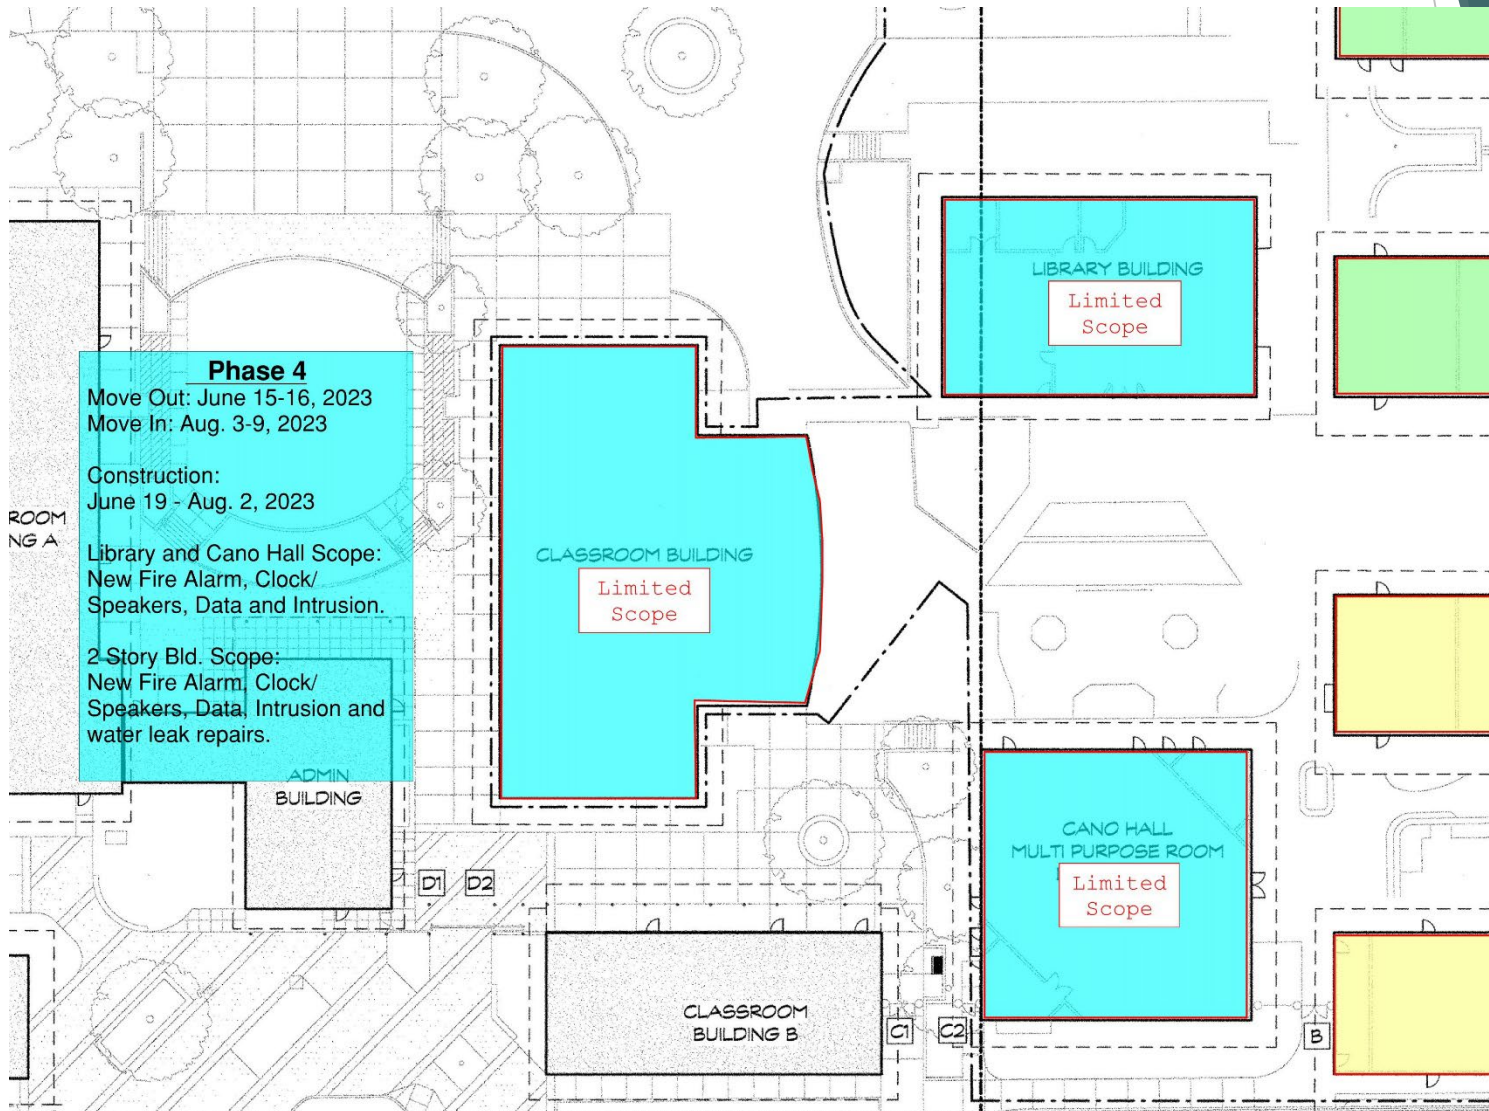 LIBRARY BUILDING
Limited
Scope
Phase 4
Move Out: June 15-16, 2023
Move In: Aug. 3-9, 2023
Construction:
June 19 - Aug. 2, 2023
Library and Cano Hall Scope:
New Fire Alarm, Clock/
Speakers, Data and Intrusion.
2 Story Bld. Scope:
New Fire Alarm, Clock/
Speakers, Data, Intrusion and
water leak repairs.
ROOM
NG A
CLASSROOM BUILDING
Limited
Scope
ADMIN
BUILDING
CANO HALL
MULTI PURPOSE ROOM
Limited
Scope
D1
D2
CLASSROOM
BUILDING B
C1
C2
B